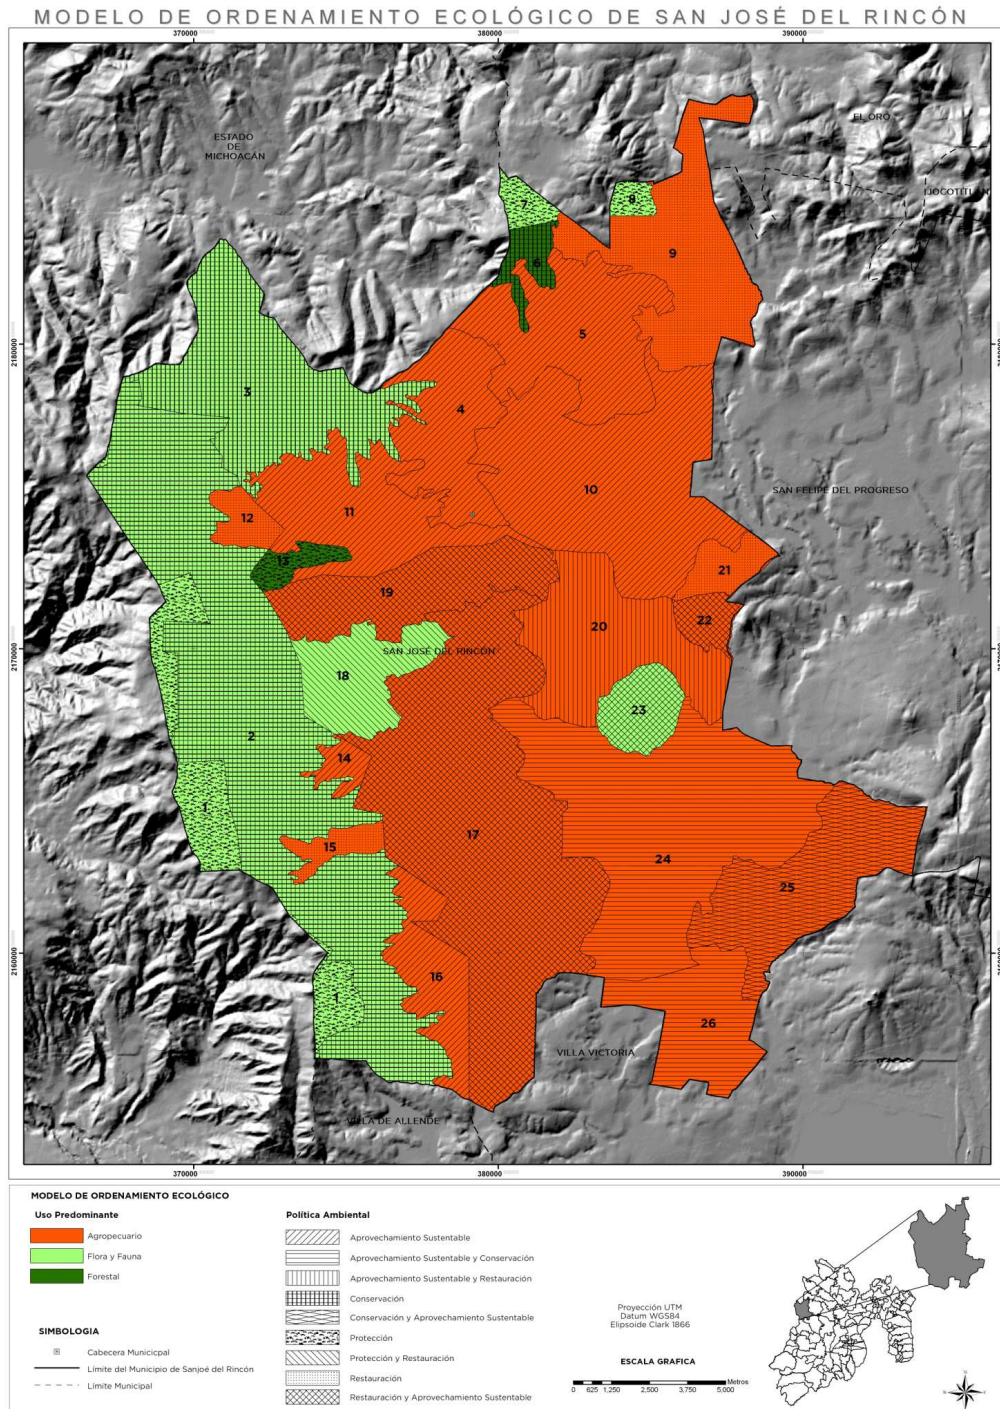 MODELO DE ORDENAMIENTO ECOLÓGICO DE SAN JOSÉ DEL RINCÓN
370000
380000
390000
EL ORO
ESTADO
DE
MICHOACÁN
JOCOTITLÁN
7
8
6
9
5
2180000
3
4
10
SAN FELIPE DEL PROGRESO
11
12
13
21
19
22
20
2170000
SAN JOSÉ DEL RINCÓN
18
23
2
14
1
17
15
24
25
2160000
16
1
26
VILLA VICTORIA
VILLA DE ALLENDE
370000
380000
390000
MODELO DE ORDENAMIENTO ECOLÓGICO
Uso Predominante
Agropecuario
Flora y Fauna
Forestal
SIMBOLOGIA
Cabecera Municicpal
Límite del Municipio de Sanjoé del Rincón
Límite Municipal
Política Ambiental
Aprovechamiento Sustentable
Aprovechamiento Sustentable y Conservación
Aprovechamiento Sustentable y Restauración
Conservación
Conservación y Aprovechamiento Sustentable
Protección
Protección y Restauración
Restauración
Restauración y Aprovechamiento Sustentable
Proyección UTM
Datum WGS84
Elipsoide Clark 1866
ESCALA GRAFICA
0 625 1,250 2,500 3,750 5,000 Metros